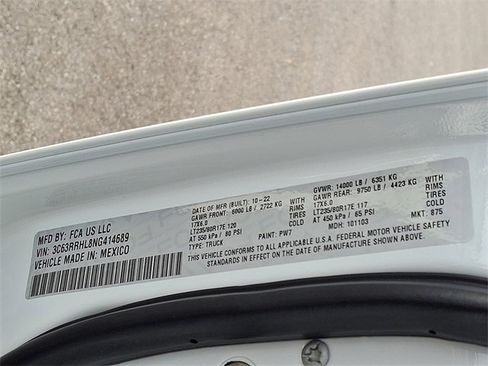 MFD BY: FCA US LLC
VIN: 3C63RRHL8NG414689
VEHICLE MADE IN: MEXICO
DATE OF MFR (BUILT): 10-22
GAWR FRONT: 6000 LB / 2722 KG
17X6.0 RIMS
LT235/80R17E 120 WITH
AT 550 kPa / 80 PSI TIRES
TYPE: TRUCK
PAINT: PW7
GVWR: 14000 LB / 6351 KG
GAWR REAR: 9750 LB / 4423 KG
17X6.0 RIMS
LT235/80R17E 117 WITH
AT 450 kPa / 65 PSI TIRES
MDH: 101103
MKT: 875
THIS VEHICLE CONFORMS TO ALL APPLICABLE U.S.A. FEDERAL MOTOR VEHICLE SAFETY
STANDARDS IN EFFECT ON THE DATE OF MANUFACTURE SHOWN ABOVE.